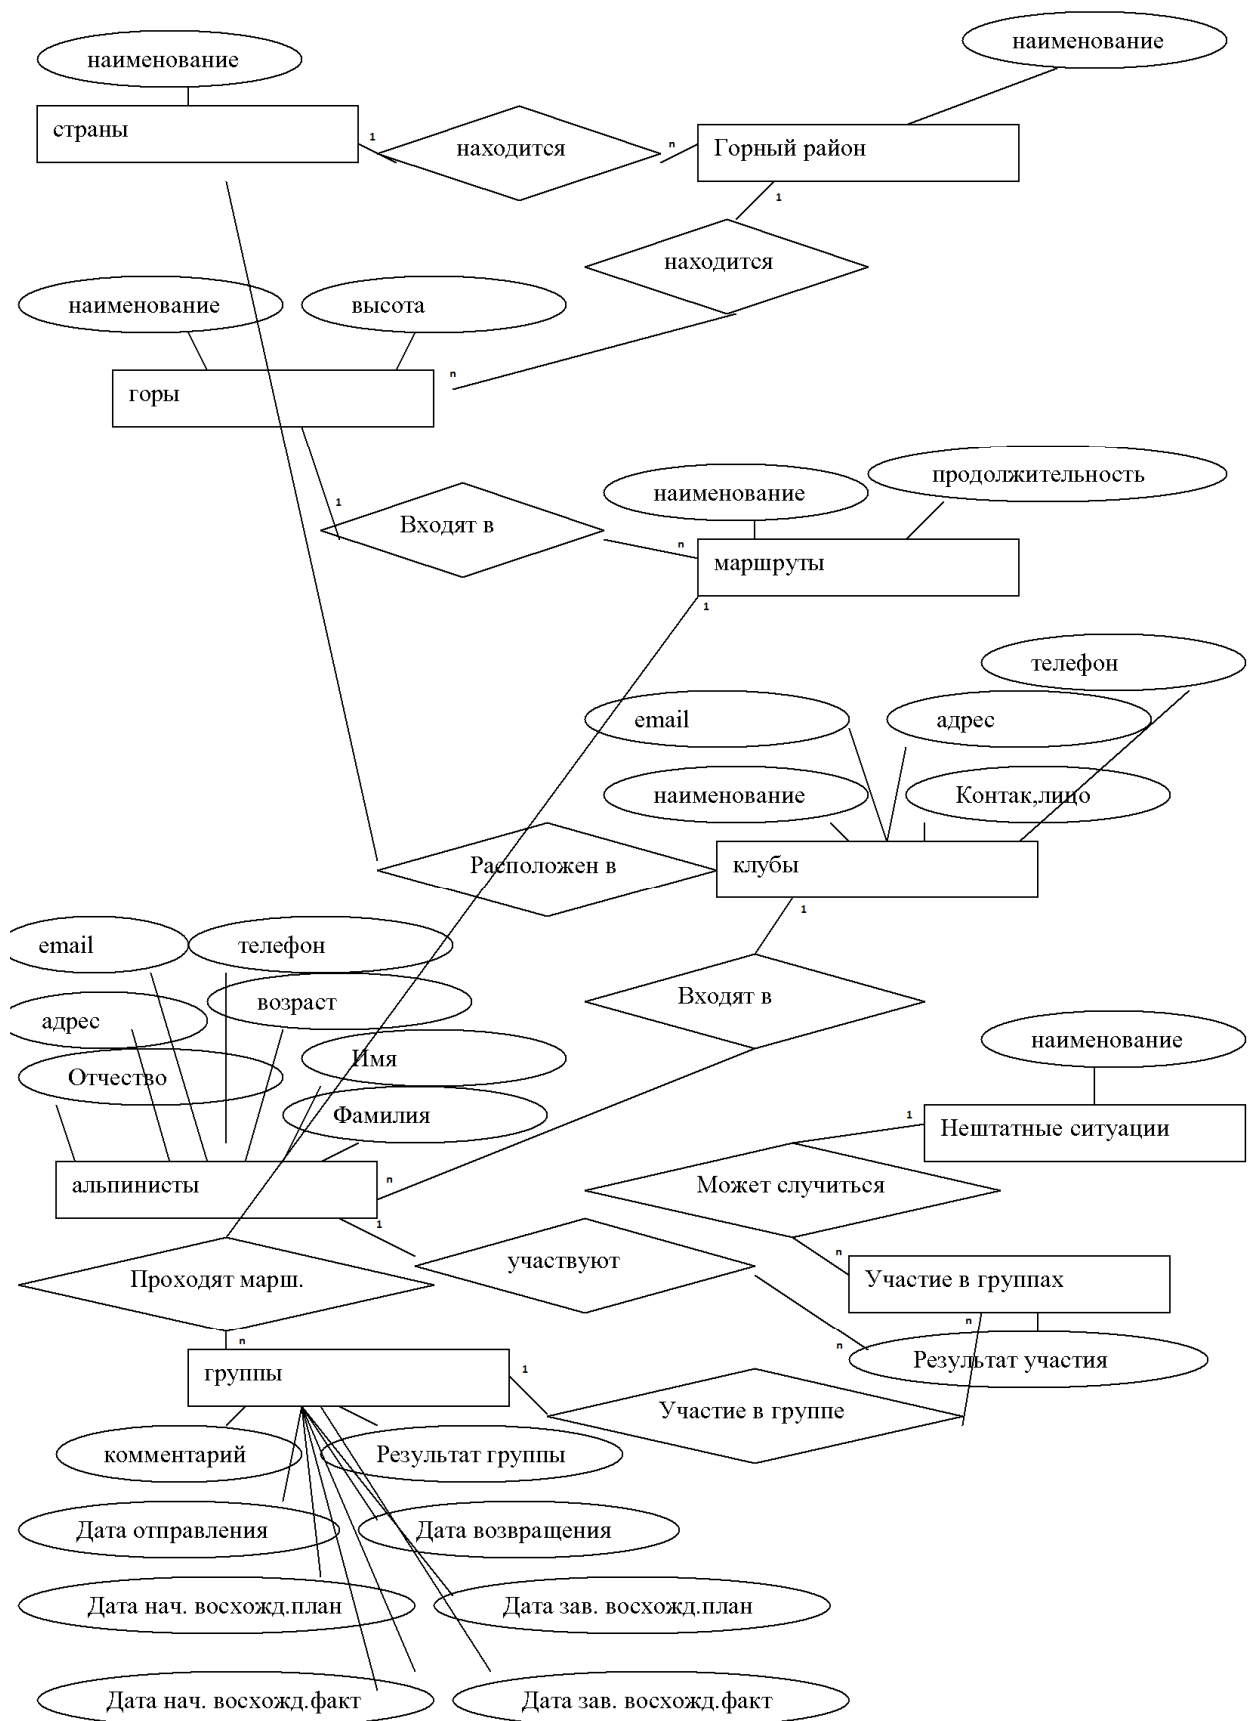 наименование
наименование
страны
1
находится
n
Горный район
1
находится
наименование
высота
n
горы
1
Входят в
n
наименование
продолжительность
маршруты
1
телефон
email
адрес
наименование
Контак,лицо
Расположен в
клубы
1
email
телефон
адрес
возраст
Входят в
Отчество
Имя
наименование
Фамилия
1
Нештатные ситуации
альпинисты
n
Может случиться
1
Проходят марш.
участвуют
n
Участие в группах
n
n
n
группы
1
Результат участия
Участие в группе
комментарий
Результат группы
Дата отправления
Дата возвращения
Дата нач. восхожд.план
Дата зав. восхожд.план
Дата нач. восхожд.факт
Дата зав. восхожд.факт